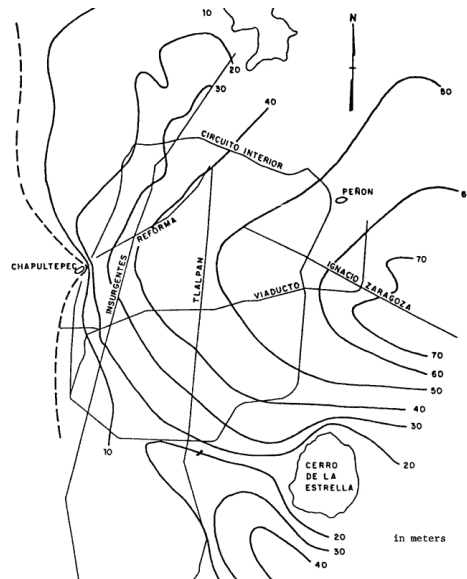 10
N
20
30
40
50
CIRCUITO INTERIOR
PEÑON
6
REFORMA
CHAPULTEPEC
INSURGENTES
TLALPAN
VIADUCTO
IGNACIO ZARAGOZA
70
70
60
50
40
30
20
10
CERRO
DE LA
ESTRELLA
20
30
40
in meters